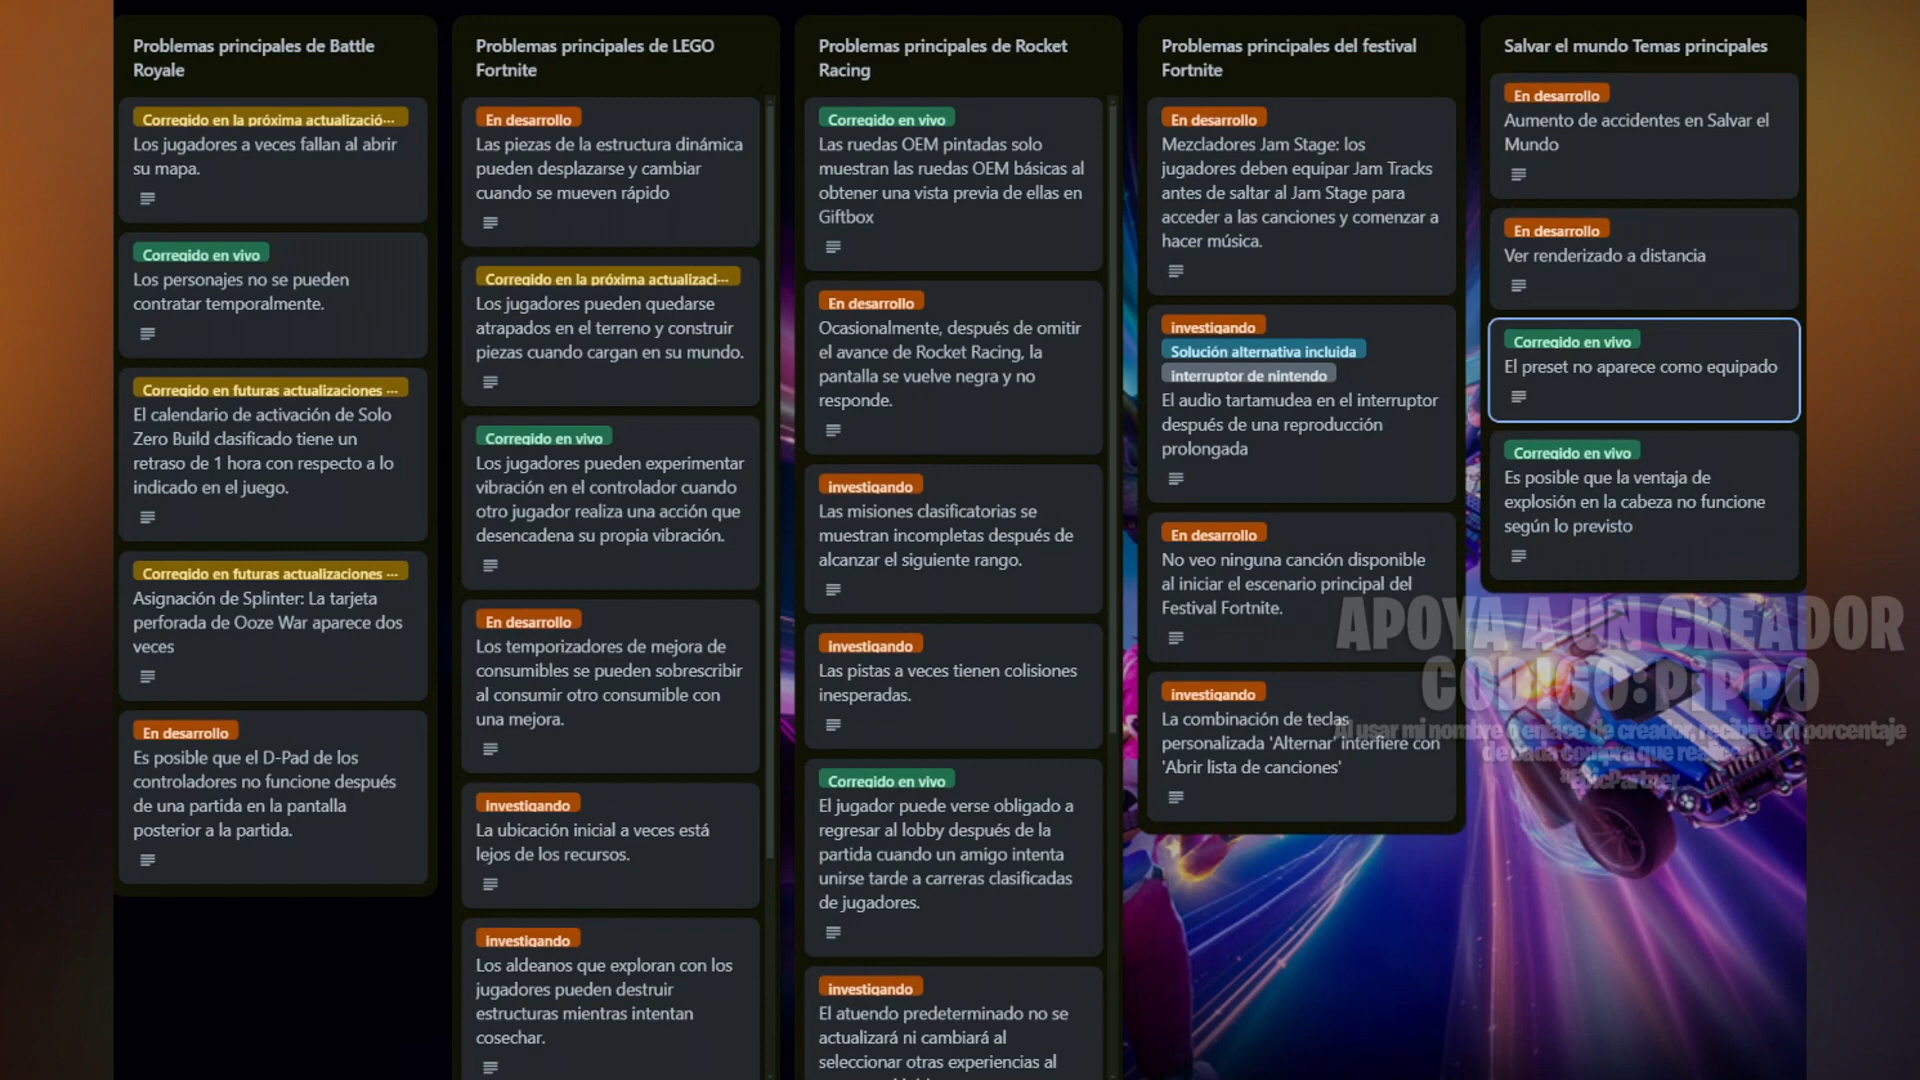 Problemas principales de Battle
Royale
Corregido en la próxima actualizació···
Los jugadores a veces fallan al abrir
su mapa.
Corregido en vivo
Los personajes no se pueden
contratar temporalmente.
Corregido en futuras actualizaciones ···
El calendario de activación de Solo
Zero Build clasificado tiene un
retraso de 1 hora con respecto a lo
indicado en el juego.
Corregido en futuras actualizaciones ···
Asignación de Splinter: La tarjeta
perforada de Ooze War aparece dos
veces
En desarrollo
Es posible que el D-Pad de los
controladores no funcione después
de una partida en la pantalla
posterior a la partida.
Problemas principales de LEGO
Fortnite
En desarrollo
Las piezas de la estructura dinámica
pueden desplazarse y cambiar
cuando se mueven rápido
Corregido en la próxima actualizaci···
Los jugadores pueden quedarse
atrapados en el terreno y construir
piezas cuando cargan en su mundo.
Corregido en vivo
Los jugadores pueden experimentar
vibración en el controlador cuando
otro jugador realiza una acción que
desencadena su propia vibración.
En desarrollo
Los temporizadores de mejora de
consumibles se pueden sobrescribir
al consumir otro consumible con
una mejora.
investigando
La ubicación inicial a veces está
lejos de los recursos.
investigando
Los aldeanos que exploran con los
jugadores pueden destruir
estructuras mientras intentan
cosechar.
Problemas principales de Rocket
Racing
Corregido en vivo
Las ruedas OEM pintadas solo
muestran las ruedas OEM básicas al
obtener una vista previa de ellas en
Giftbox
En desarrollo
Ocasionalmente, después de omitir
el avance de Rocket Racing, la
pantalla se vuelve negra y no
responde.
investigando
Las misiones clasificatorias se
muestran incompletas después de
alcanzar el siguiente rango.
investigando
Las pistas a veces tienen colisiones
inesperadas.
Corregido en vivo
El jugador puede verse obligado a
regresar al lobby después de la
partida cuando un amigo intenta
unirse tarde a carreras clasificadas
de jugadores.
investigando
El atuendo predeterminado no se
actualizará ni cambiará al
seleccionar otras experiencias al
Problemas principales del festival
Fortnite
En desarrollo
Mezcladores Jam Stage: los
jugadores deben equipar Jam Tracks
antes de saltar al Jam Stage para
acceder a las canciones y comenzar a
hacer música.
investigando
Solución alternativa incluida
interruptor de nintendo
El audio tartamudea en el interruptor
después de una reproducción
prolongada
En desarrollo
No veo ninguna canción disponible
al iniciar el escenario principal del
Festival Fortnite.
investigando
La combinación de teclas
personalizada 'Alternar' interfiere con
'Abrir lista de canciones'
Salvar el mundo Temas principales
En desarrollo
Aumento de accidentes en Salvar el
Mundo
En desarrollo
Ver renderizado a distancia
Corregido en vivo
El preset no aparece como equipado
Corregido en vivo
Es posible que la ventaja de
explosión en la cabeza no funcione
según lo previsto
APOYA A UN CREADOR
CODIGO: PiPPO
Al usar mi nombre o enlace de creador, recibiré un porcentaje
de cada compra que realicen
#EpicPartner